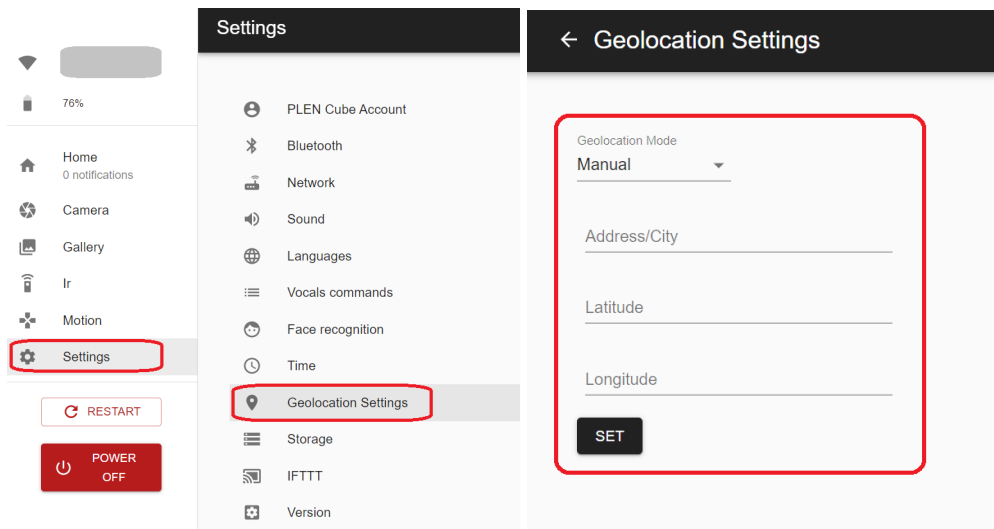 76%
Home
0 notifications
Camera
Gallery
Ir
Motion
Settings
RESTART
POWER
OFF
Settings
PLEN Cube Account
Bluetooth
Network
Sound
Languages
Vocals commands
Face recognition
Time
Geolocation Settings
Storage
IFTTT
Version
Geolocation Settings
Geolocation Mode
Manual
Address/City
Latitude
Longitude
SET